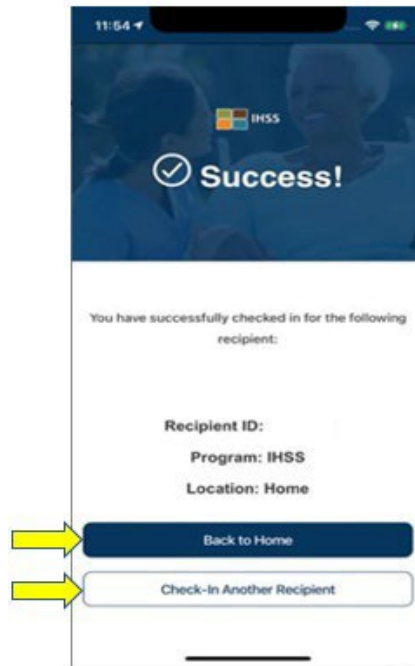 11:54
IHSS
Success!
You have successfully checked in for the following
recipient:
Recipient ID:
Program: IHSS
Location: Home
Back to Home
Check-In Another Recipient